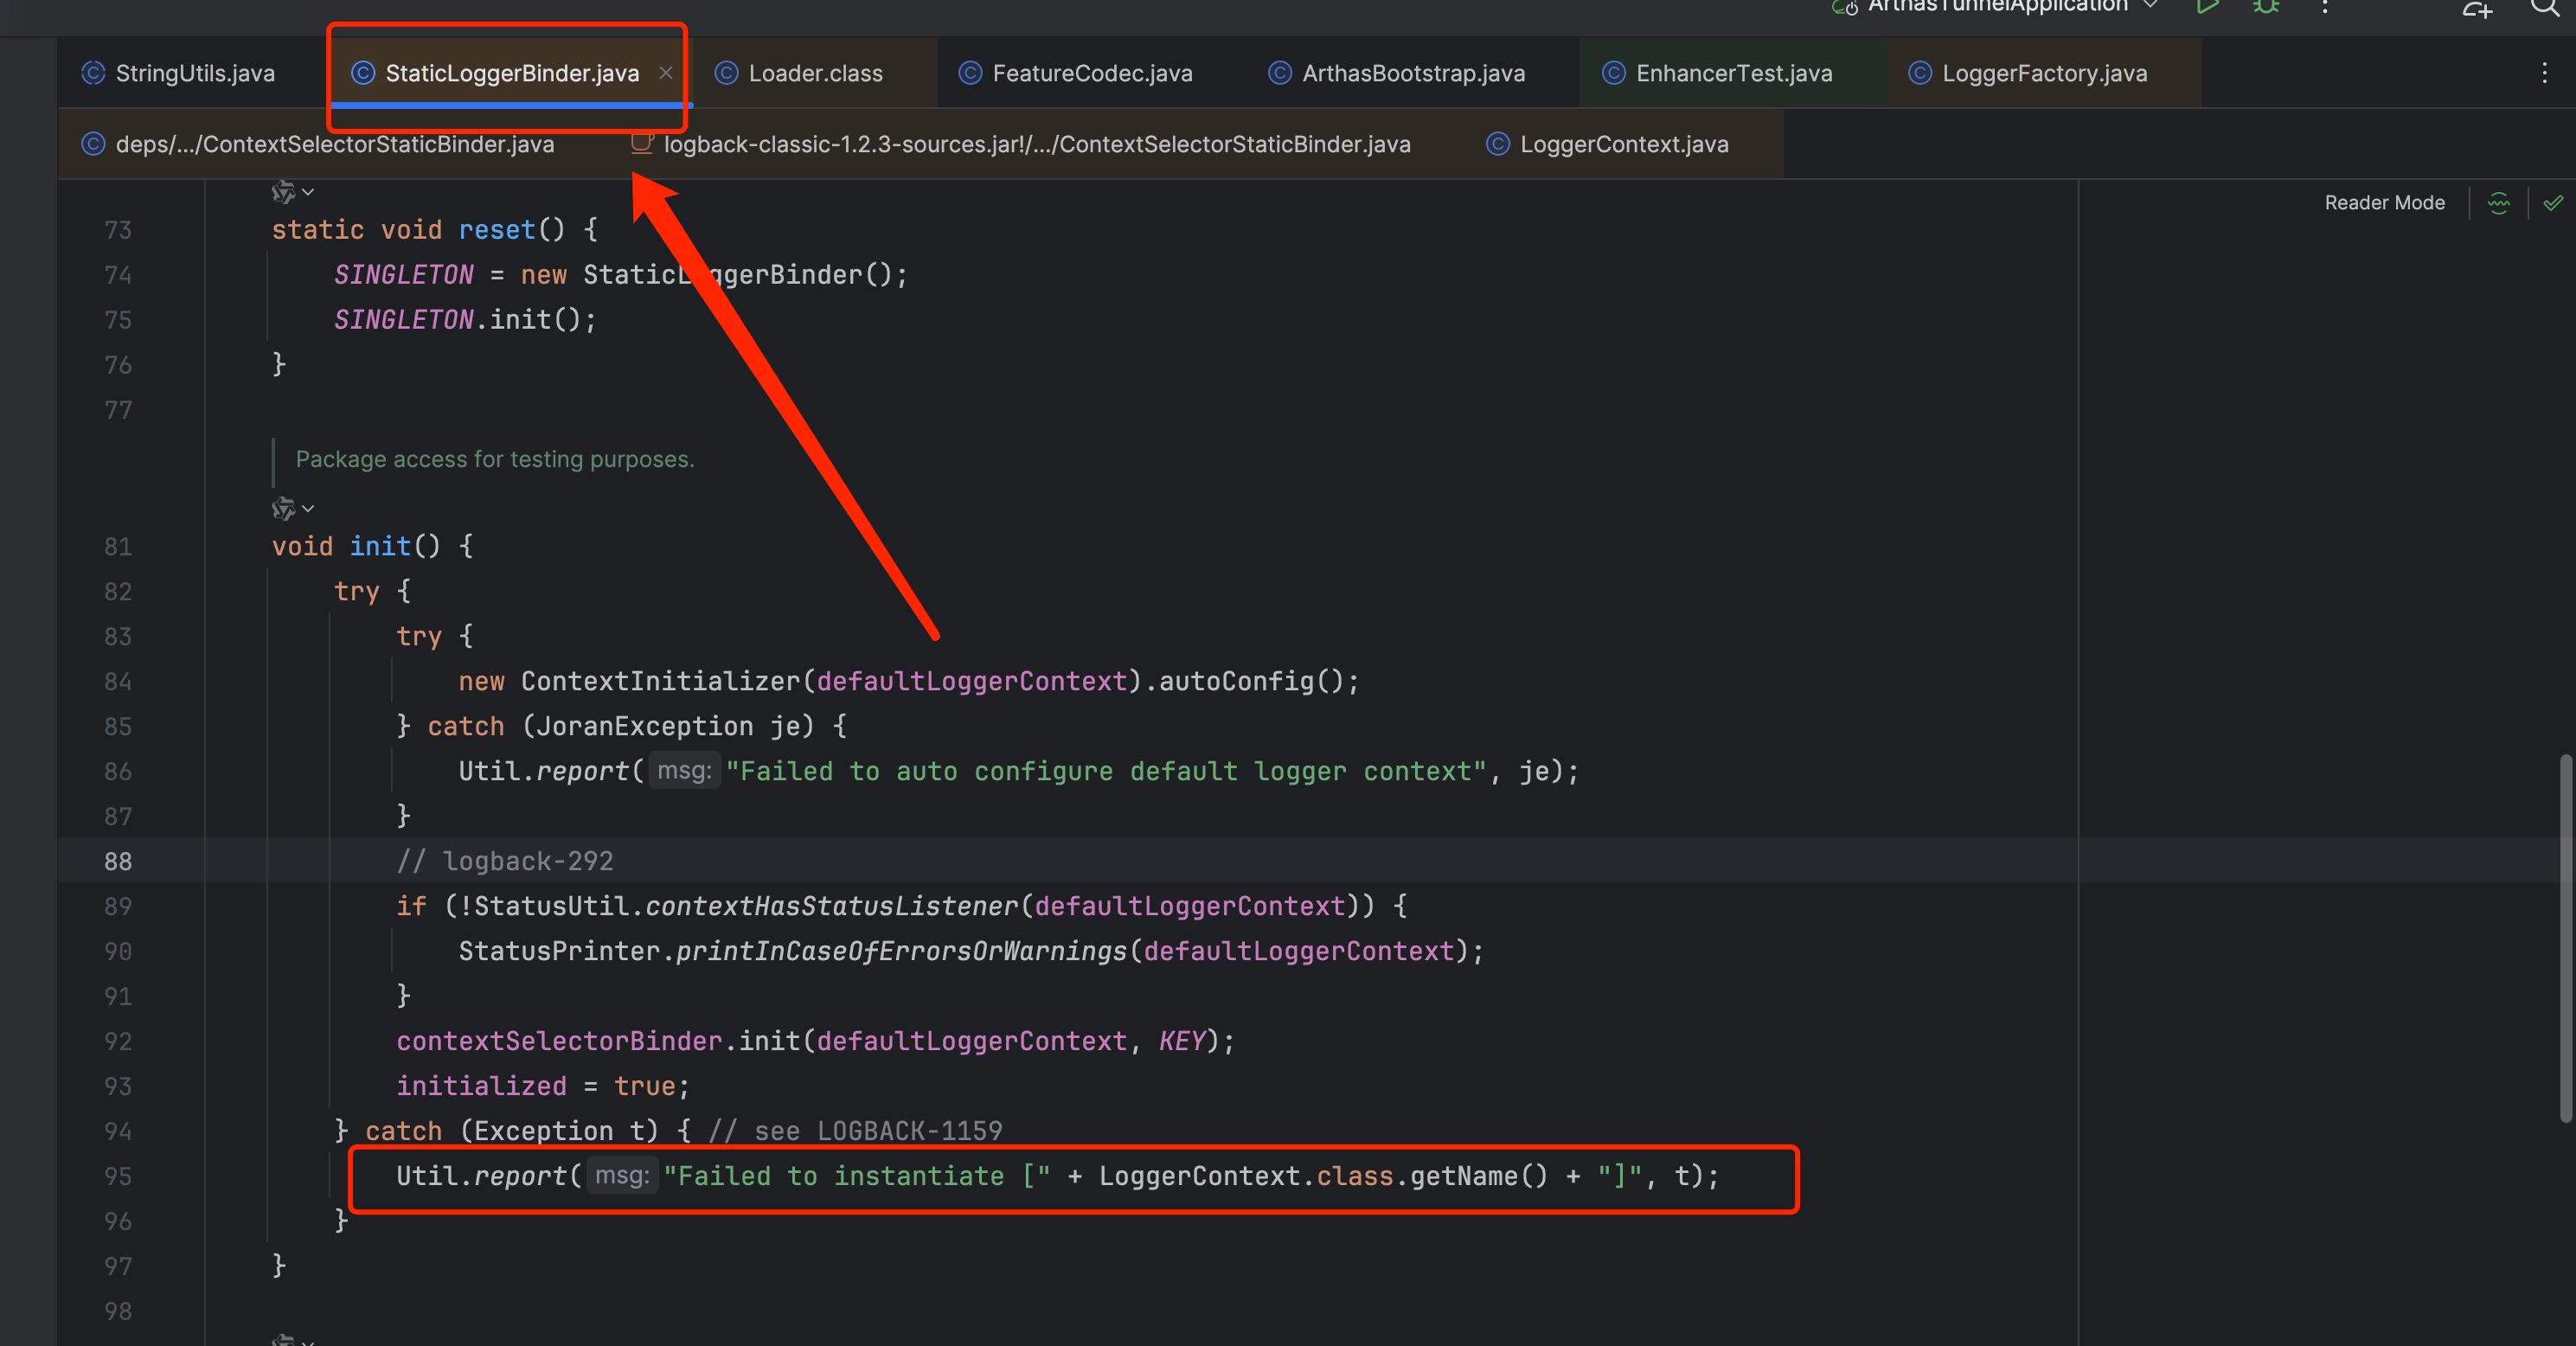 ArthasTunnelApplication
StringUtils.java
StaticLoggerBinder.java
Loader.class
FeatureCodec.java
ArthasBootstrap.java
EnhancerTest.java
LoggerFactory.java
deps/.../ContextSelectorStaticBinder.java
logback-classic-1.2.3-sources.jar!/.../ContextSelectorStaticBinder.java
LoggerContext.java
Reader Mode
73 static void reset() {
74 SINGLETON = new StaticLoggerBinder();
75 SINGLETON.init();
76 }
77
Package access for testing purposes.
81 void init() {
82 try {
83 try {
84 new ContextInitializer(defaultLoggerContext).autoConfig();
85 } catch (JoranException je) {
86 Util.report( msg: "Failed to auto configure default logger context", je);
87 }
88 // logback-292
89 if (!StatusUtil.contextHasStatusListener(defaultLoggerContext)) {
90 StatusPrinter.printInCaseOfErrorsOrWarnings(defaultLoggerContext);
91 }
92 contextSelectorBinder.init(defaultLoggerContext, KEY);
93 initialized = true;
94 } catch (Exception t) { // see LOGBACK-1159
95 Util.report( msg: "Failed to instantiate [" + LoggerContext.class.getName() + "]", t);
96 }
97 }
98